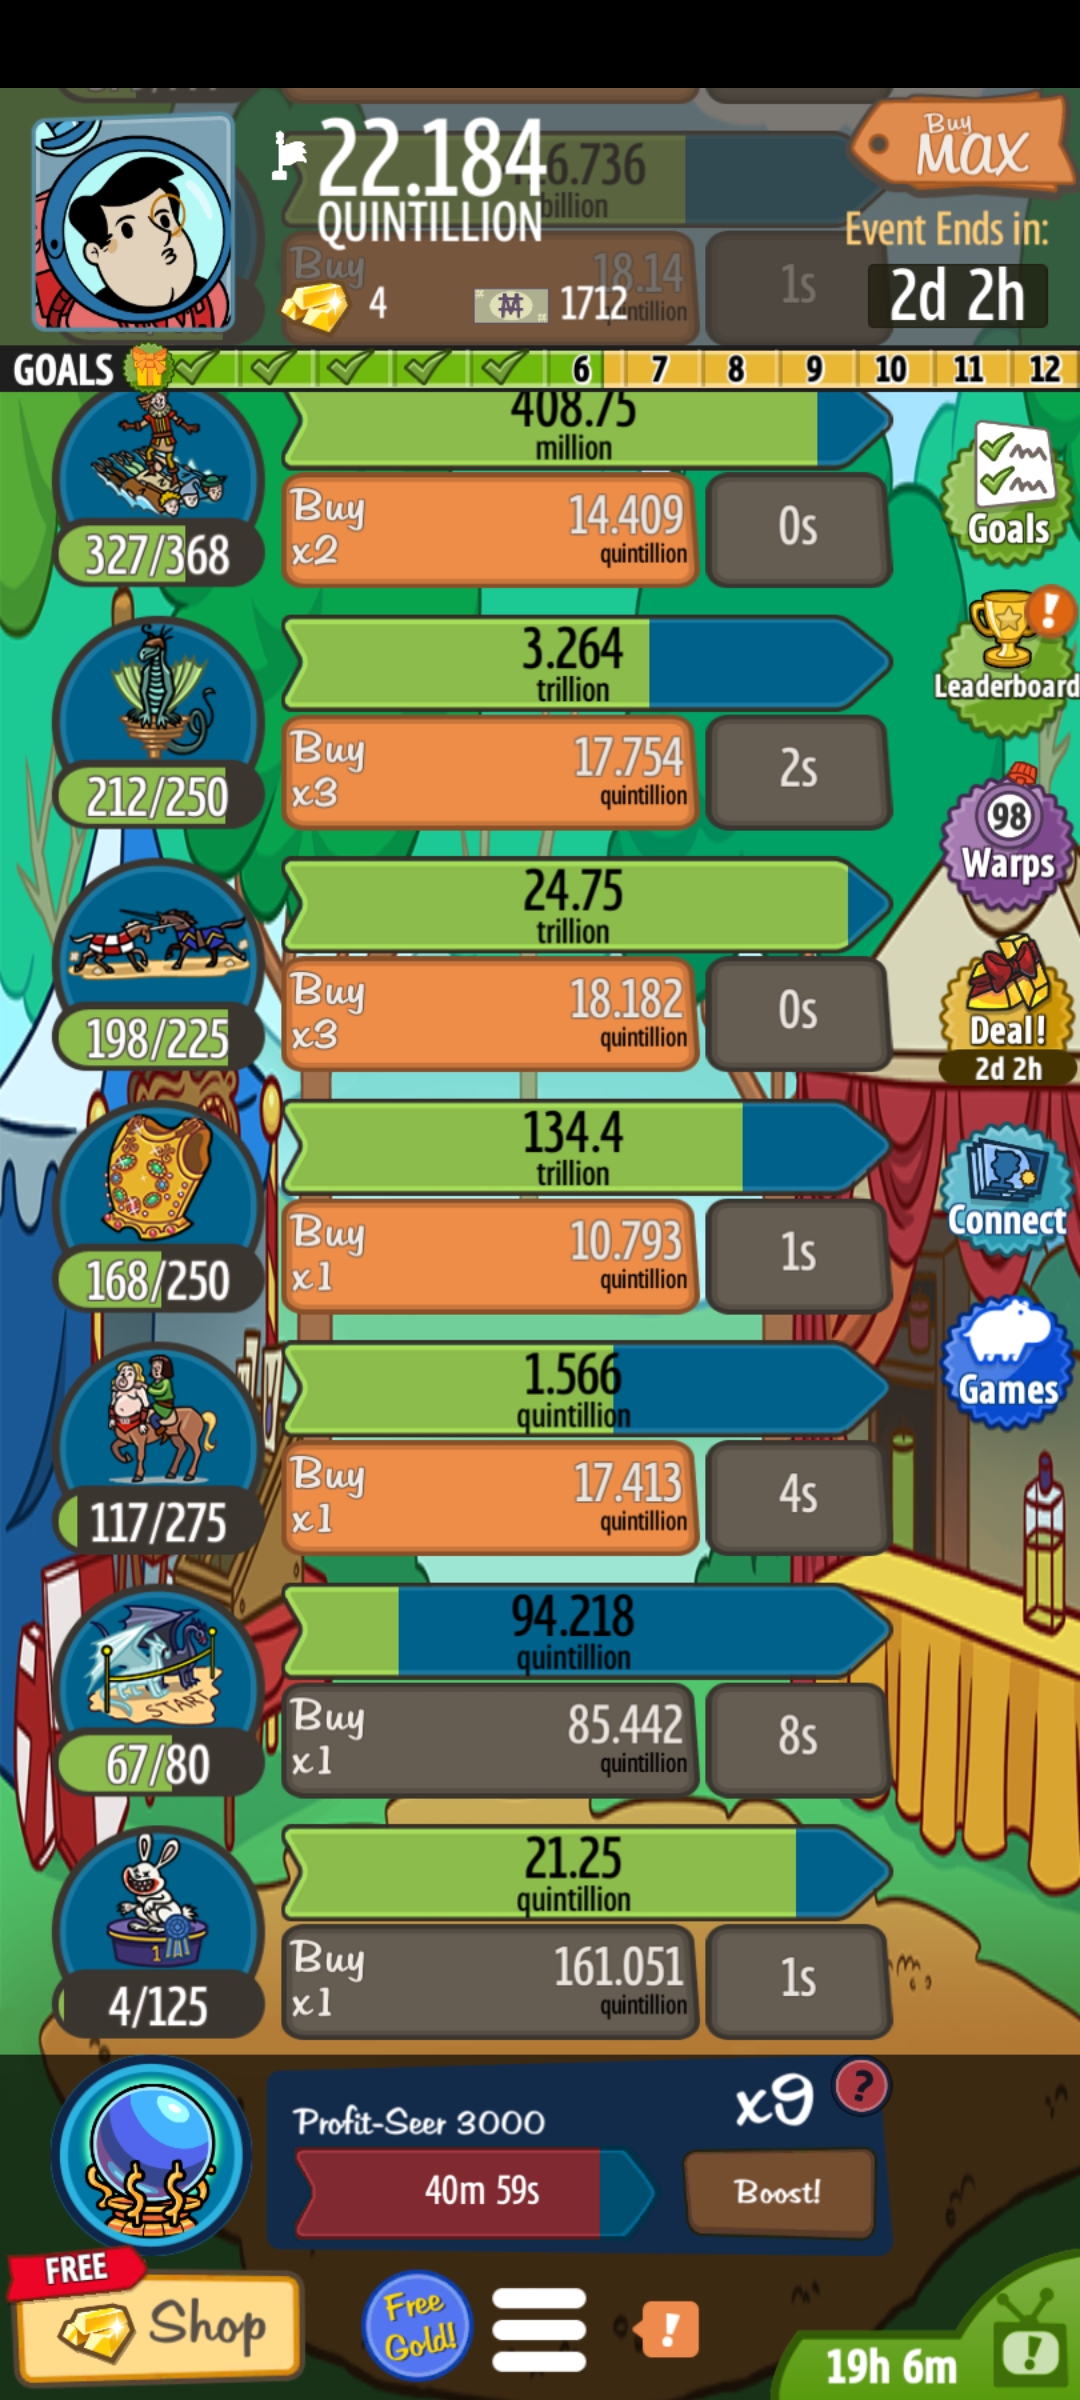 22.184
QUINTILLION
6.736
billion
Buy
MAX
Event Ends in:
2d 2h
Buy
18.14
1s
4
1712
GOALS
6 7 8 9 10 11 12
408.75
million
Buy
x2
14.409
quintillion
0s
327/368
Goals
3.264
trillion
Buy
x3
17.754
quintillion
2s
212/250
Leaderboard
!
98
Warps
24.75
trillion
Buy
x3
18.182
quintillion
0s
198/225
Deal!
2d 2h
134.4
trillion
Buy
x1
10.793
quintillion
1s
168/250
Connect
1.566
quintillion
Buy
x1
17.413
quintillion
4s
117/275
Games
START
94.218
quintillion
Buy
x1
85.442
quintillion
8s
67/80
1
21.25
quintillion
Buy
x1
161.051
quintillion
1s
4/125
Profit-Seer 3000
x9
?
40m 59s
Boost!
FREE
Shop
Free
Gold!
!
19h 6m
!